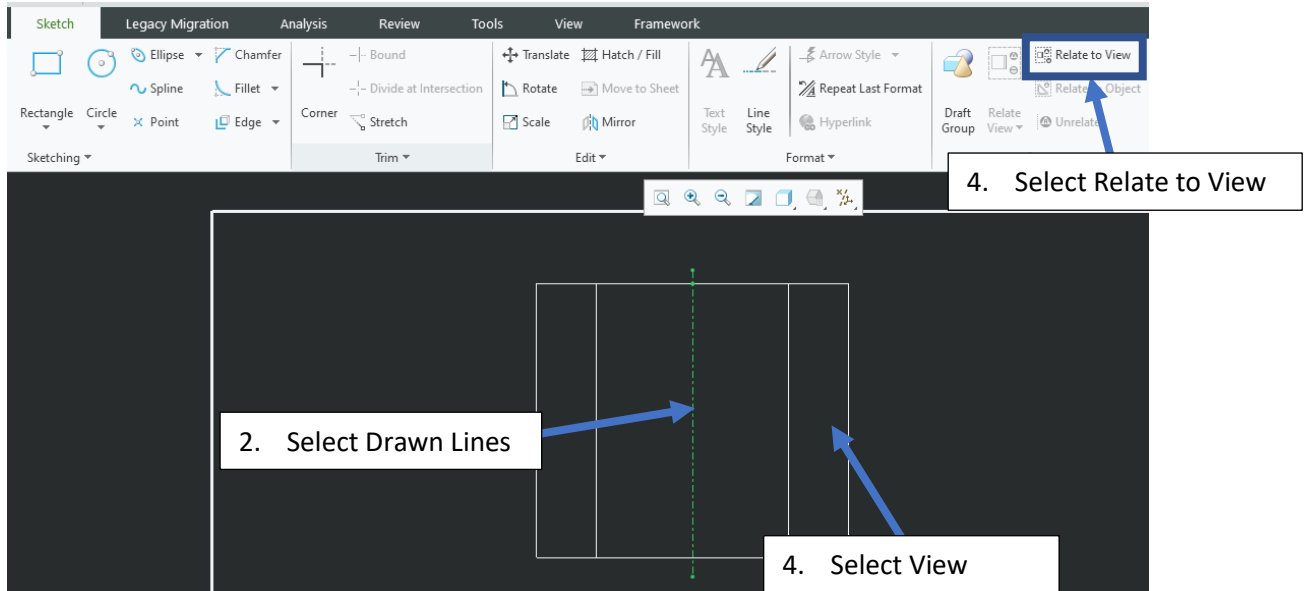 Sketch Legacy Migration Analysis Review Tools View Framework
Ellipse Chamfer Bound Translate Hatch / Fill Arrow Style Relate to View
Spline Fillet Divide at Intersection Rotate Move to Sheet Repeat Last Format Object
Rectangle Circle Point Edge Corner Stretch Scale Mirror Text Style Line Style Hyperlink Draft Group Relate View
Sketching Trim Edit Format
4. Select Relate to View
2. Select Drawn Lines
4. Select View